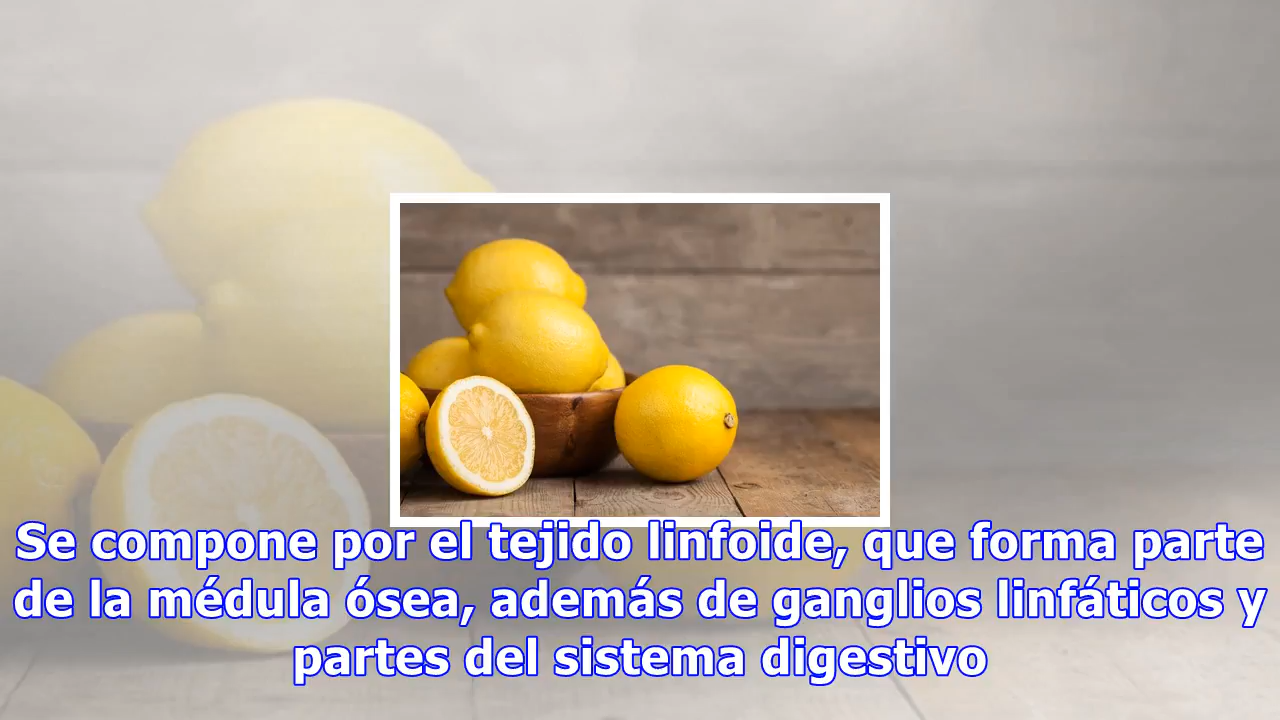 Se compone por el tejido linfoide, que forma parte
de la médula ósea, además de ganglios linfáticos y
partes del sistema digestivo